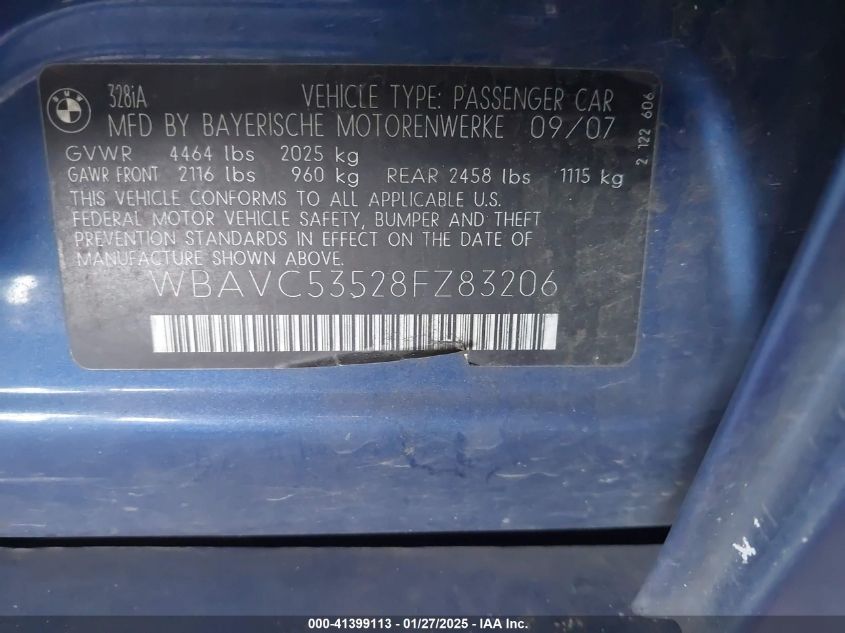 BMW
328iA VEHICLE TYPE: PASSENGER CAR
MFD BY BAYERISCHE MOTORENWERKE 09/07
GVWR 4464 lbs 2025 kg
GAWR FRONT 2116 lbs 960 kg REAR 2458 lbs 1115 kg
THIS VEHICLE CONFORMS TO ALL APPLICABLE U.S.
FEDERAL MOTOR VEHICLE SAFETY, BUMPER AND THEFT
PREVENTION STANDARDS IN EFFECT ON THE DATE OF
MANUFACTURE SHOWN ABOVE.
WBAVC53528FZ83206
2 122 606
000-41399113 | 01/27/2025 - IAA Inc.